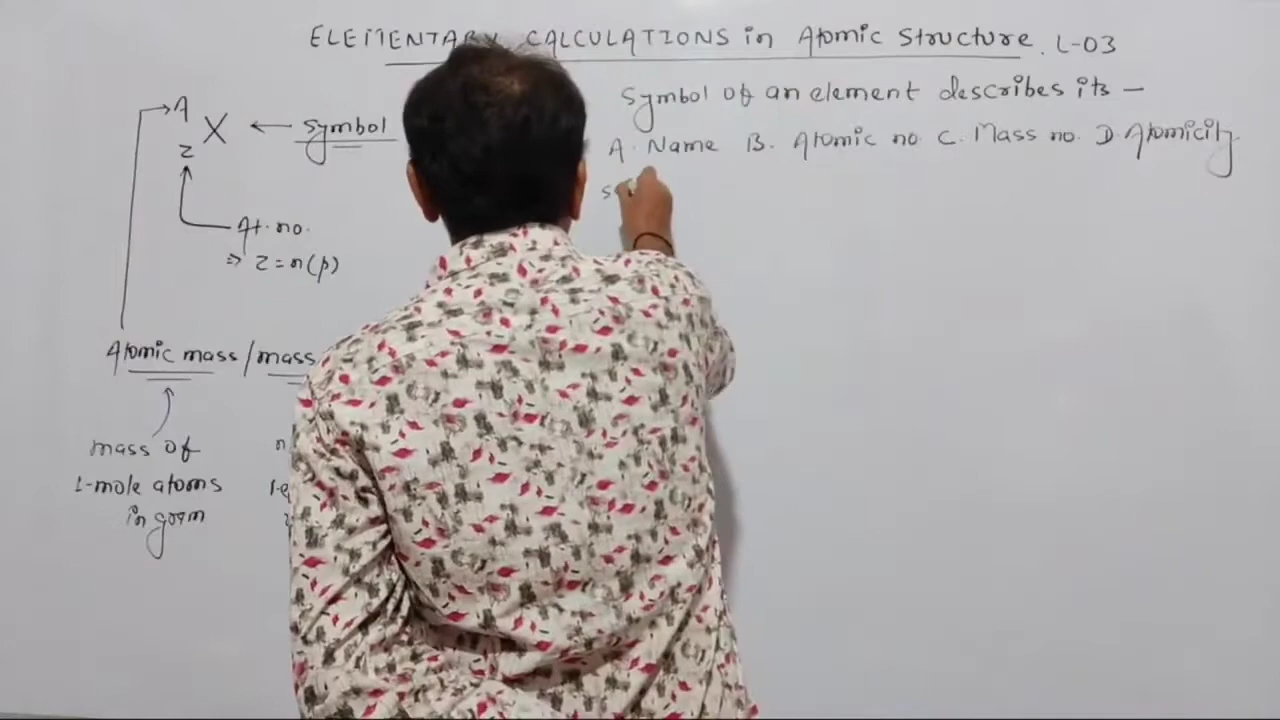 ELEMENTARY CALCULATIONS in Atomic Structure. L-03
A
X ← symbol
Z
At. no.
⇒ Z = n(p)
Atomic mass / mass
mass of
1-mole atoms
in gram
Symbol of an element describes its -
A. Name B. Atomic no. C. Mass no. D. Atomicity.